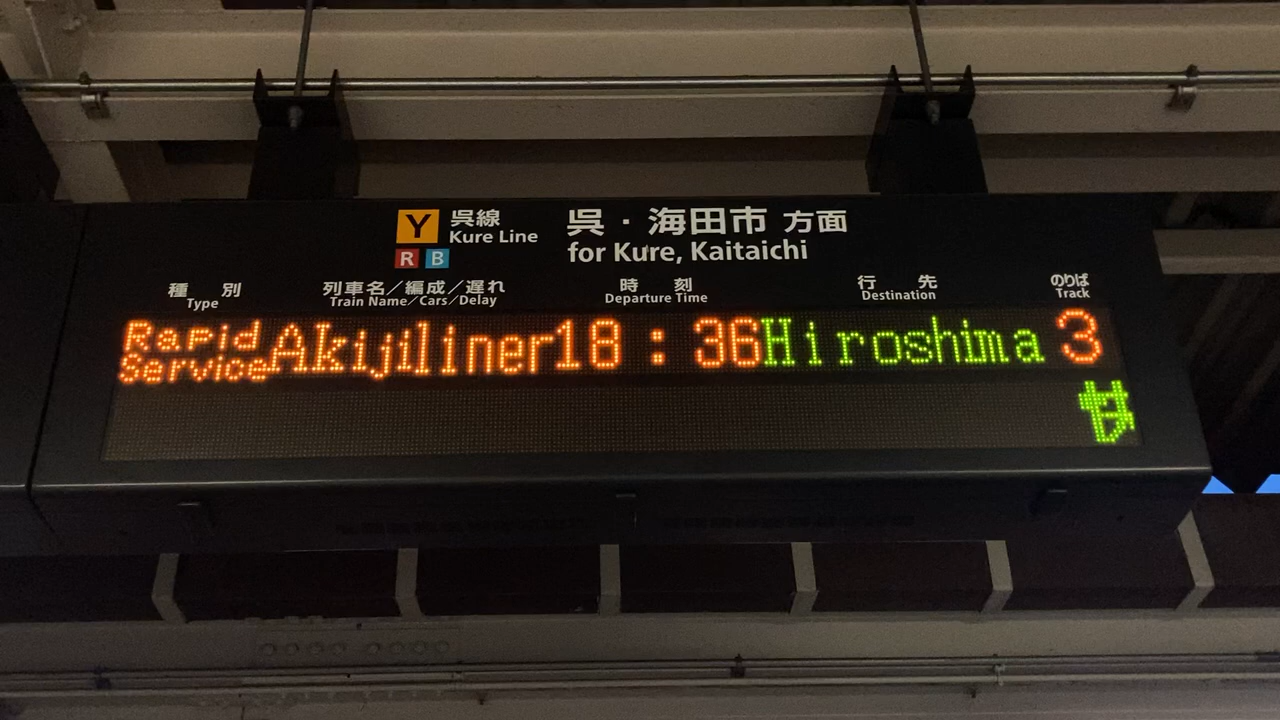 Y 呉線 呉・海田市 方面
Kure Line for Kure, Kaitaichi
R B
種別 列車名／編成／遅れ 時刻 行先 のりば
Type Train Name／Cars／Delay Departure Time Destination Track
Rapid Service Akijiliner 18:36 Hiroshima 3